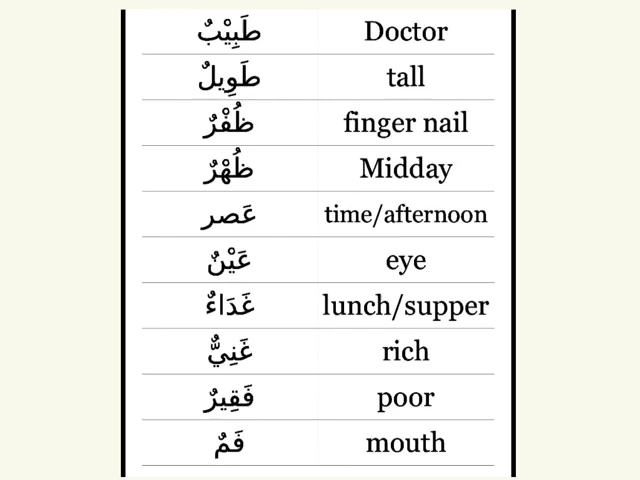 طَبِيْبٌ Doctor
طَوِيلٌ tall
ظُفْرٌ finger nail
ظُهْرٌ Midday
عَصر time/afternoon
عَيْنٌ eye
غَدَاءٌ lunch/supper
غَنِيٌّ rich
فَقِيرٌ poor
فَمٌ mouth